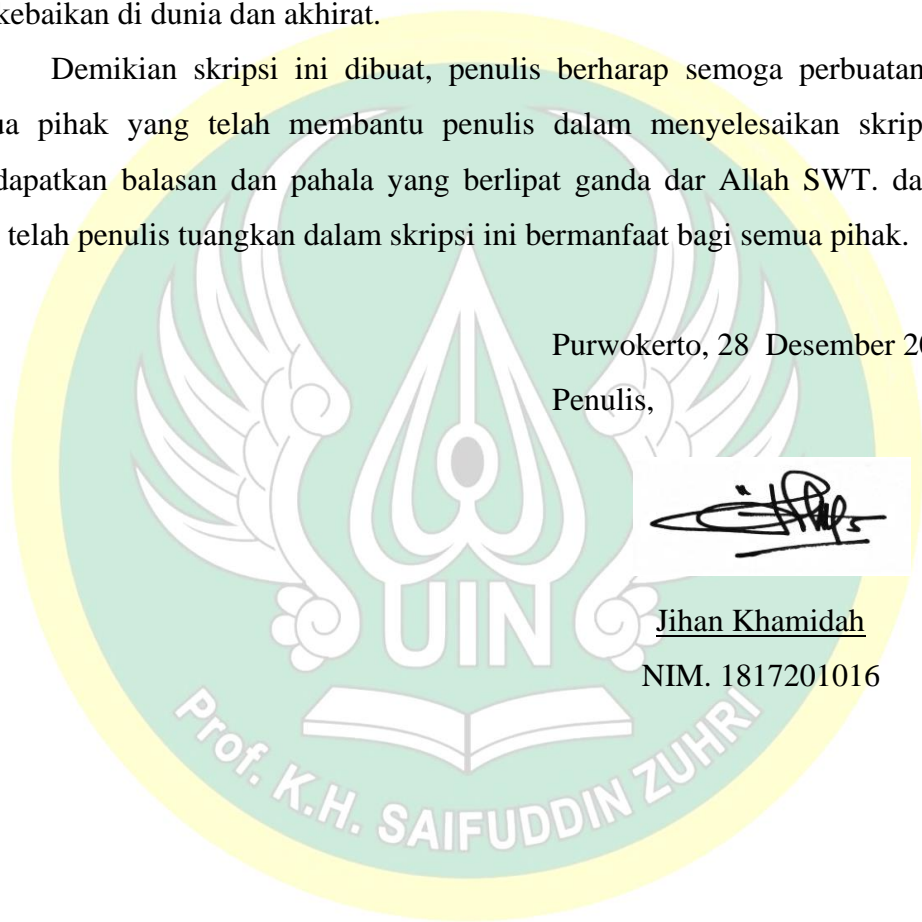 kebaikan di dunia dan akhirat.
Demikian skripsi ini dibuat, penulis berharap semoga perbuatan
pihak yang telah membantu penulis dalam menyelesaikan
balasan dan pahala yang berlipat ganda dar Allah SWT.
telah penulis tuangkan dalam skripsi ini bermanfaat bagi semua pihak.
Purwokerto, 28 Desember
Penulis,
Jihan Khamidah
NIM. 1817201016
UIN
Prof. K.H. SAIFUDDIN ZUHRI